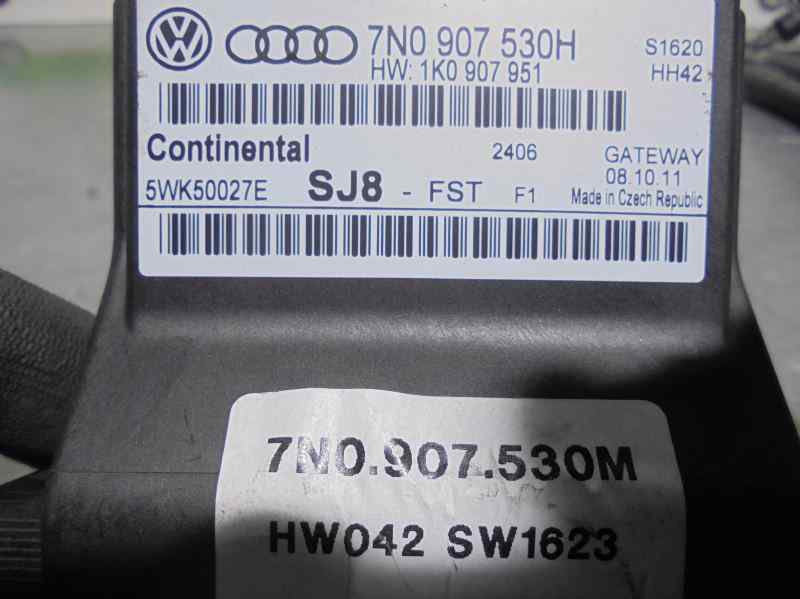 7N0 907 530H S1620
HW: 1K0 907 951 HH42
Continental 2406 GATEWAY
08.10.11
5WK50027E SJ8 - FST F1 Made in Czech Republic
7N0.907.530M
HW042 SW1623